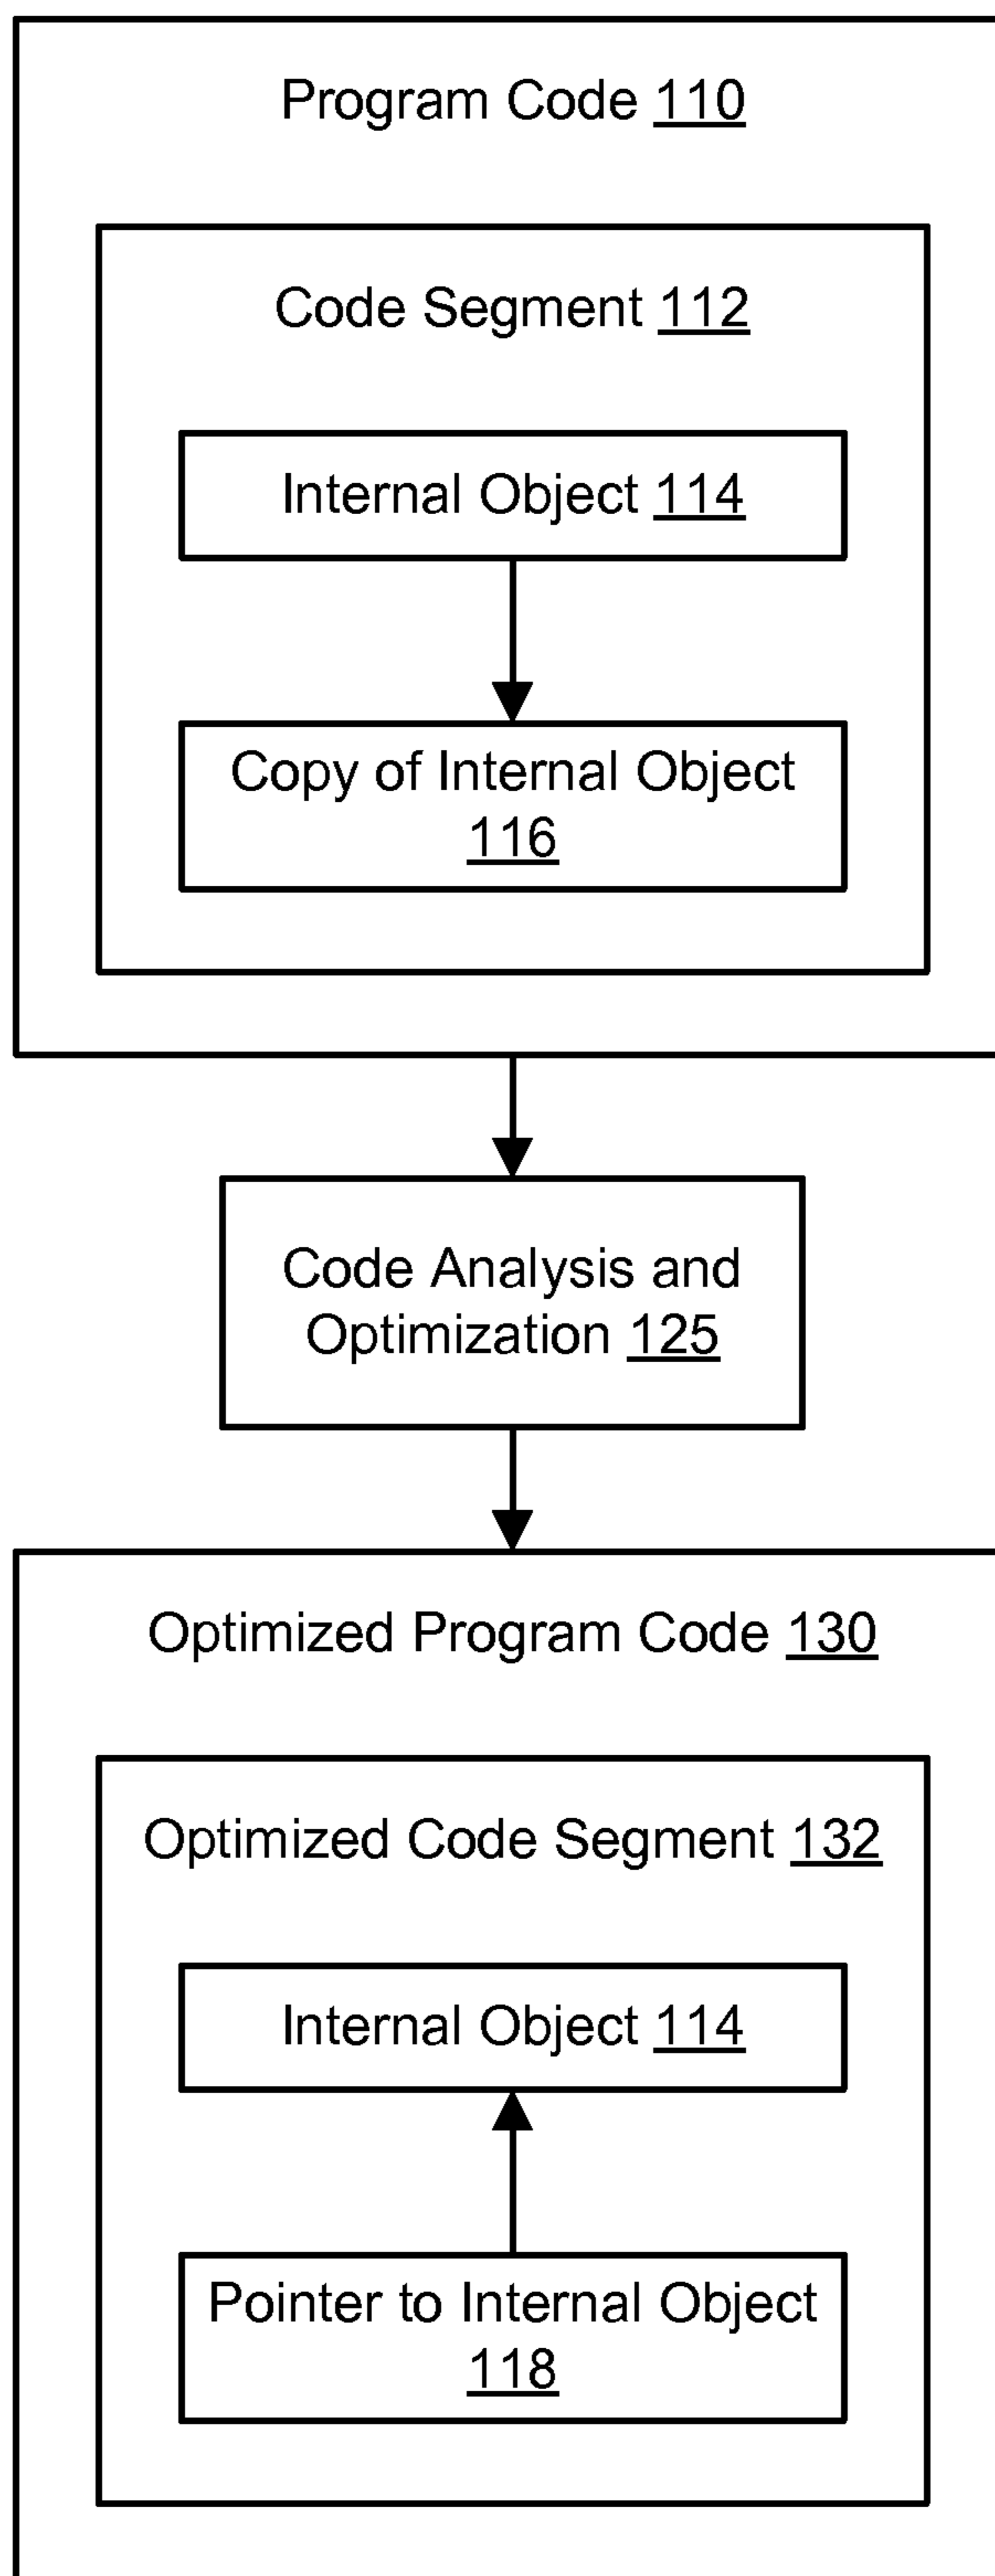 Program Code 110
Code Segment 112
Internal Object 114
Copy of Internal Object
116
Code Analysis and
Optimization 125
Optimized Program Code 130
Optimized Code Segment 132
Internal Object 114
Pointer to Internal Object
118